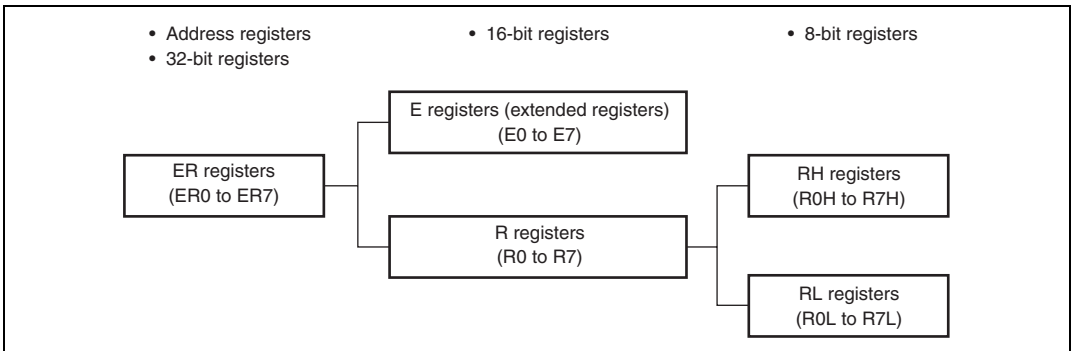 • Address registers
• 32-bit registers
• 16-bit registers
• 8-bit registers
E registers (extended registers)
(E0 to E7)
ER registers
(ER0 to ER7)
RH registers
(R0H to R7H)
R registers
(R0 to R7)
RL registers
(R0L to R7L)